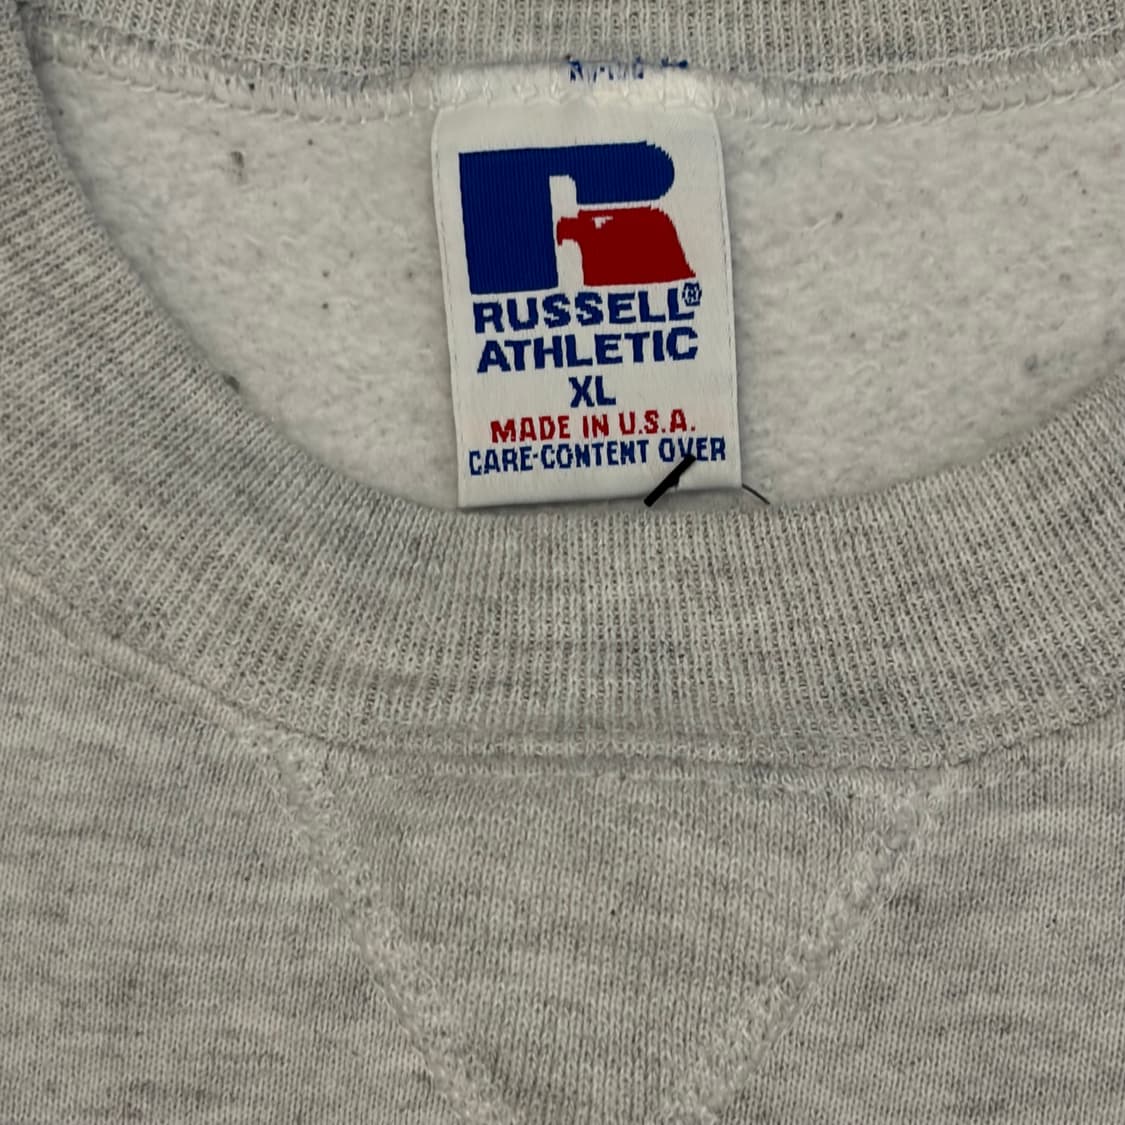 RUSSELL®
ATHLETIC
XL
MADE IN U.S.A.
CARE-CONTENT OVER